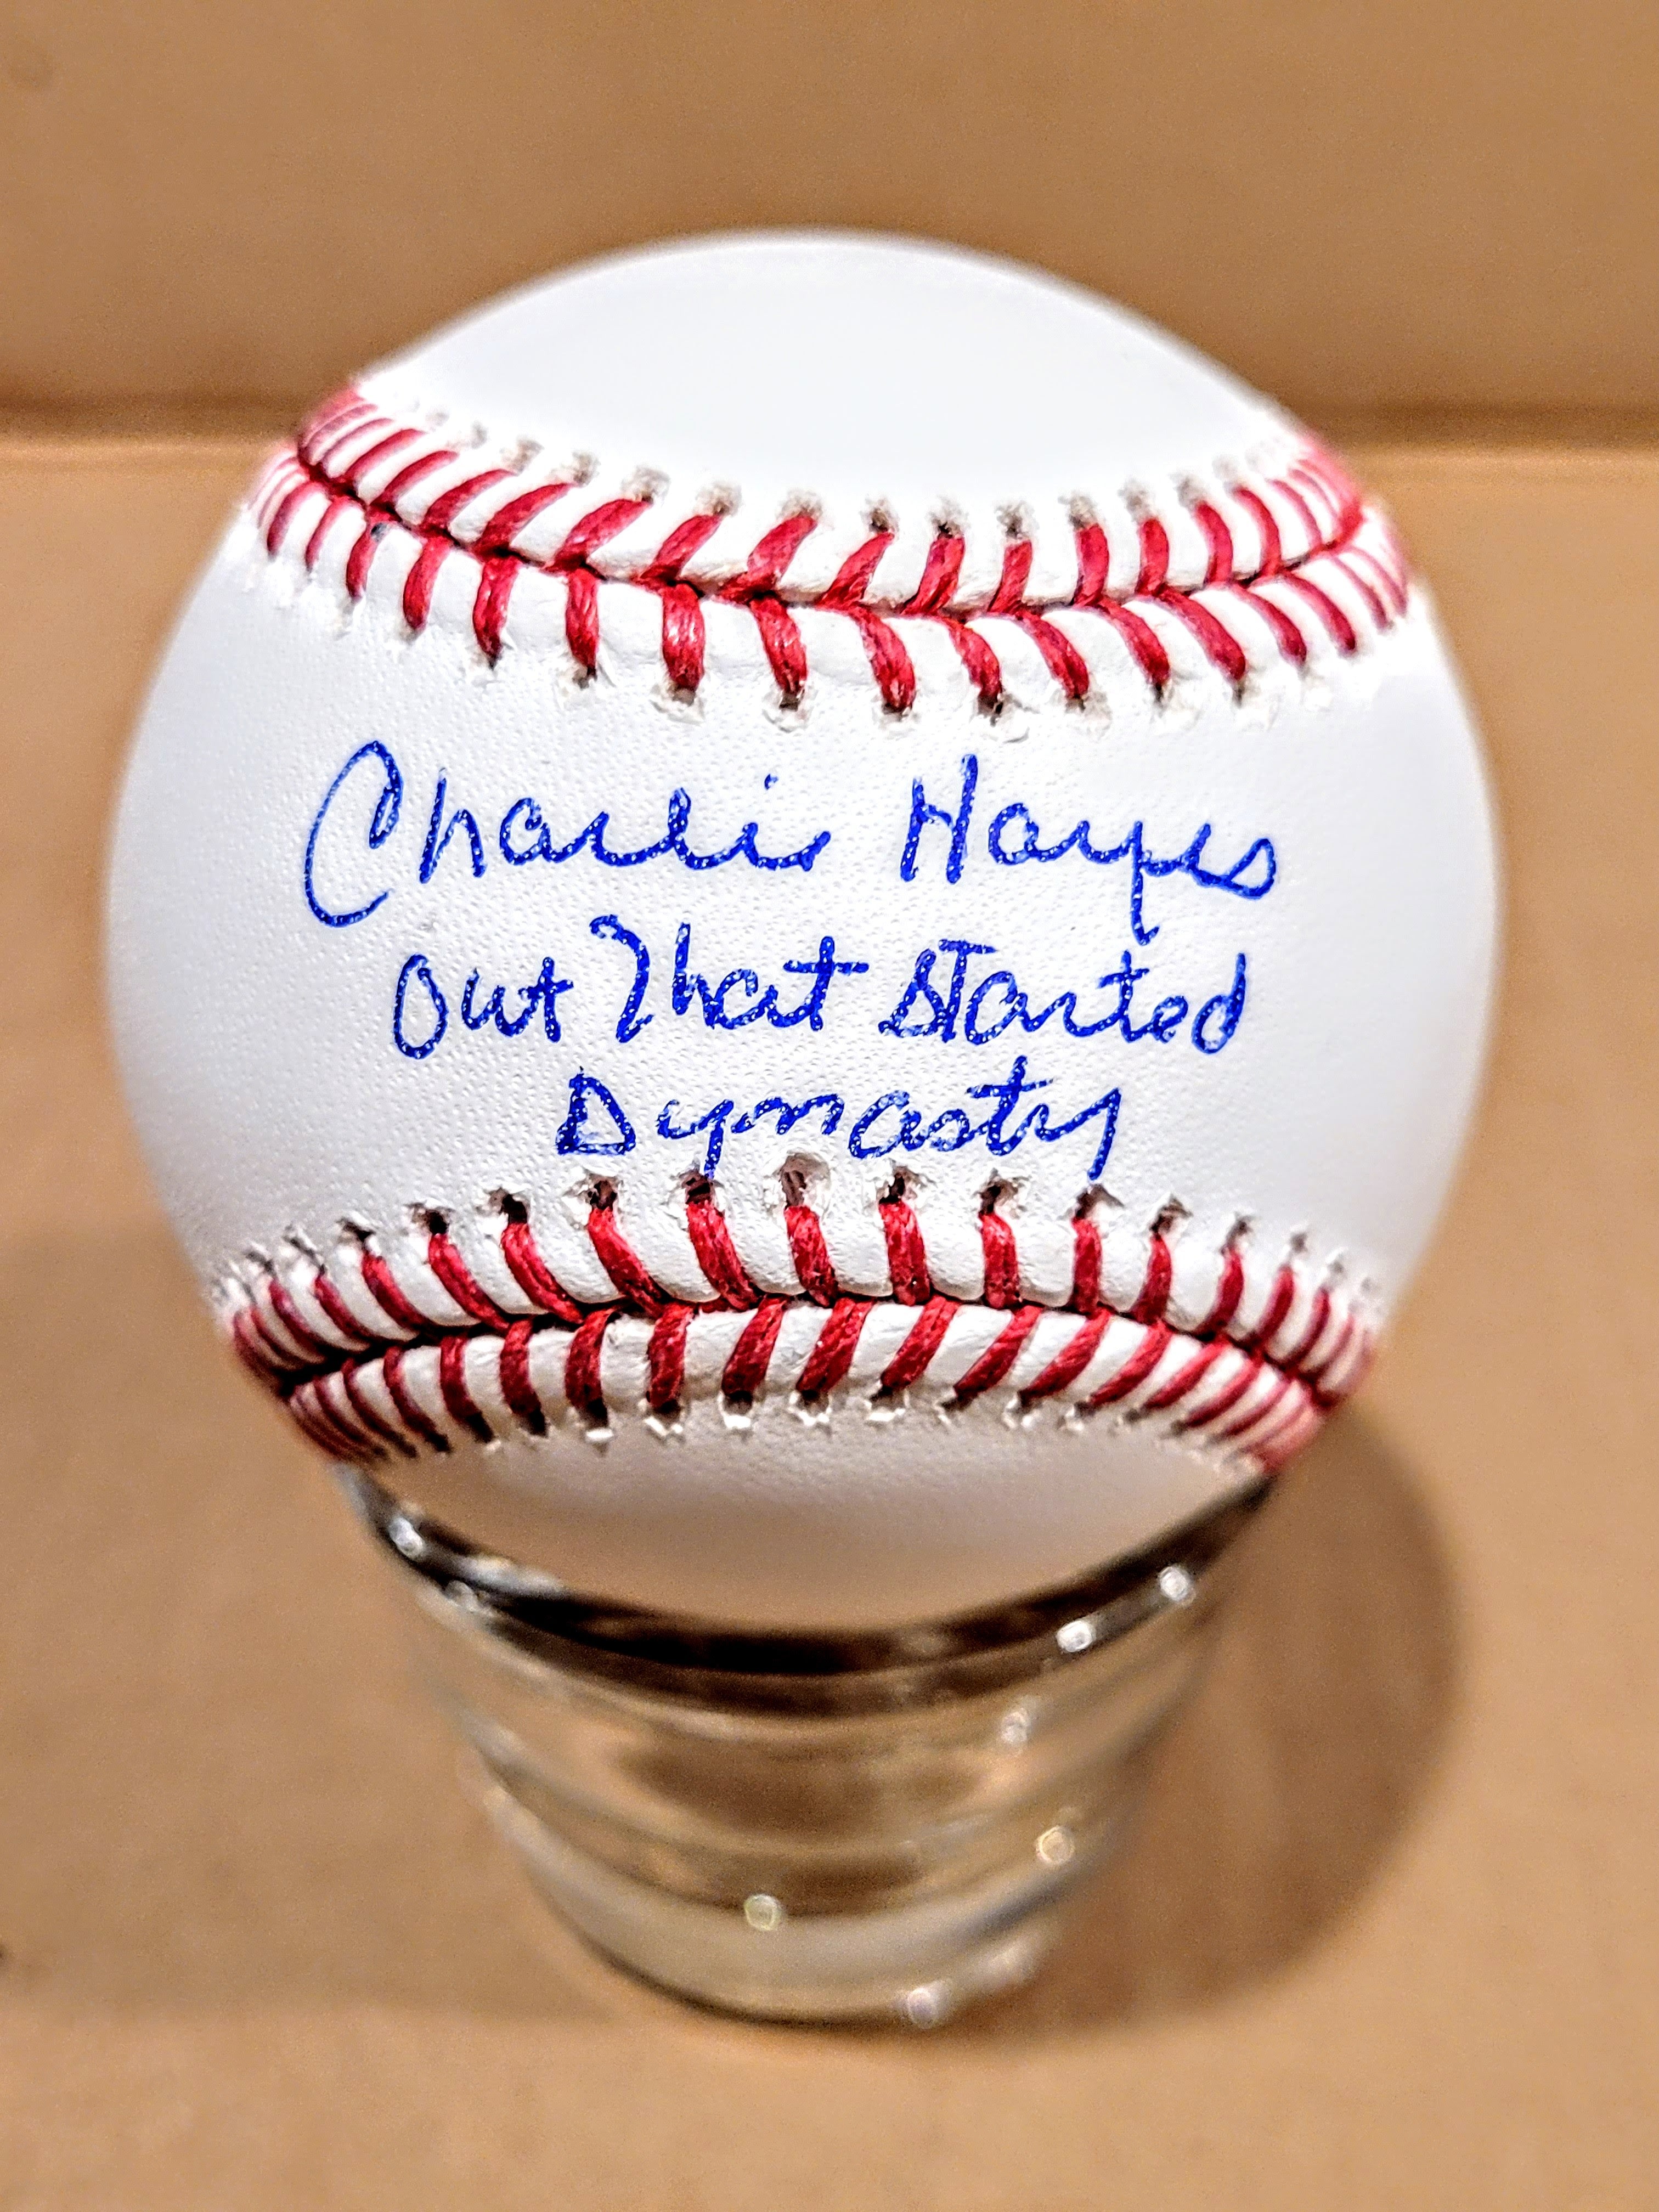 Charlie Hayes
Out That Started
Dynasty